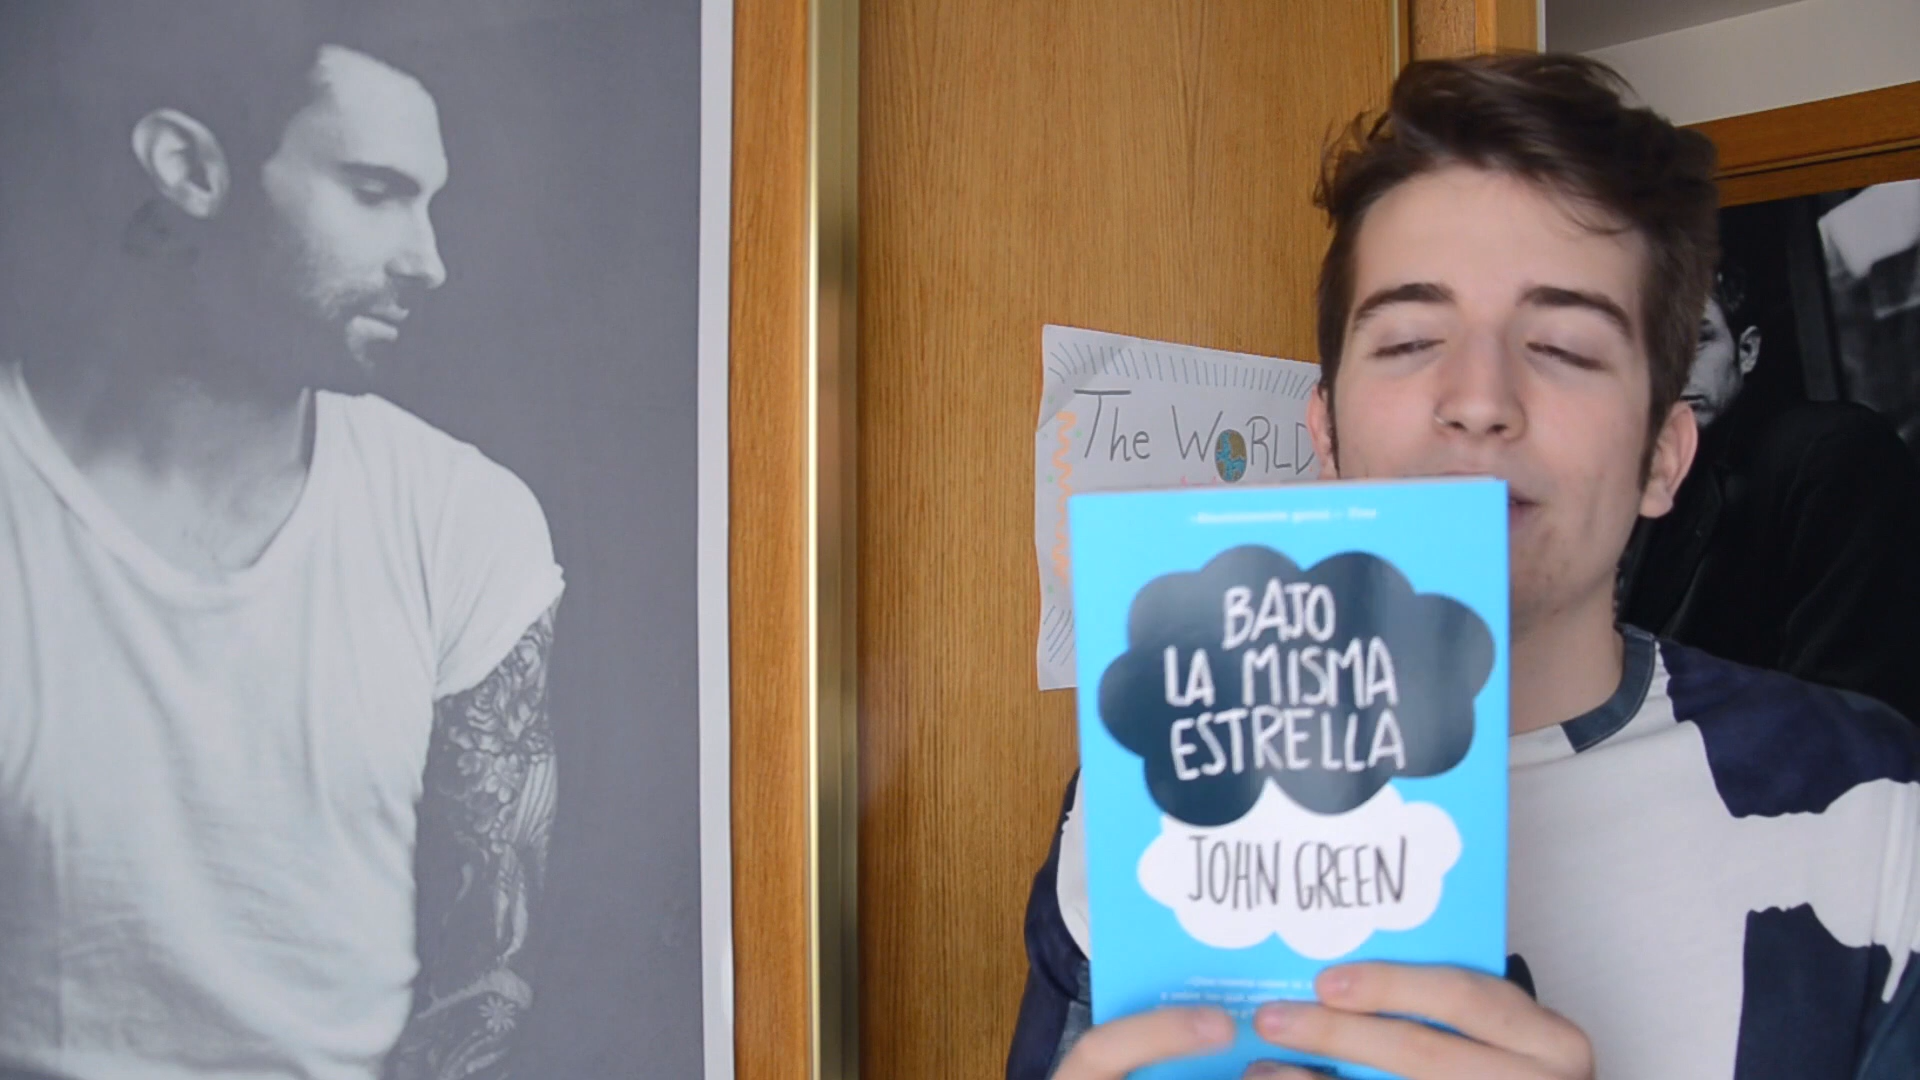 The WORLD
BAJO
LA MISMA
ESTRELLA
JOHN GREEN